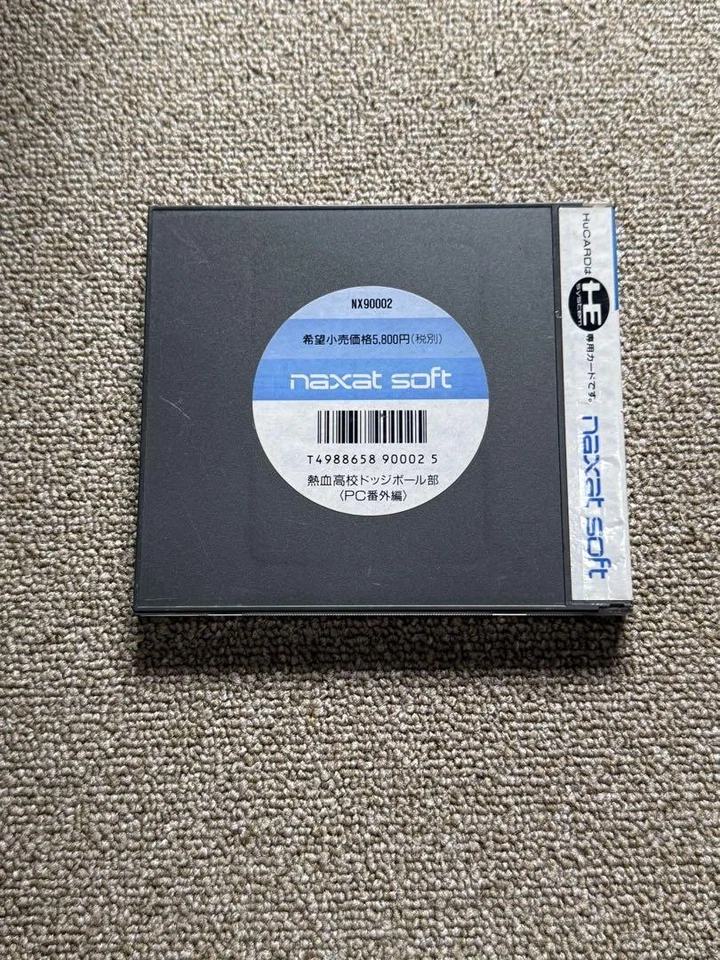 NX90002
希望小売価格5,800円(税別)
naxat soft
T4988658 90002 5
熱血高校ドッジボール部
〈PC番外編〉
HuCARDは HE SYSTEM 専用カードです。
naxat soft